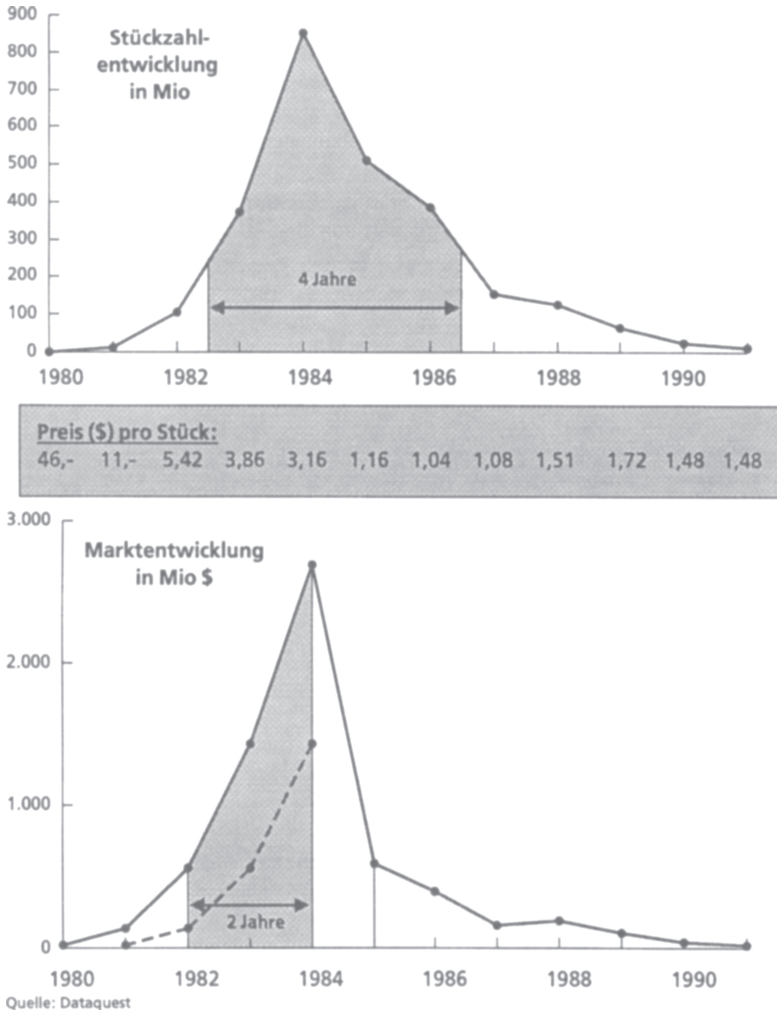 900
Stückzahl-
entwicklung
in Mio
800
700
600
500
400
300
4 Jahre
200
100
0
1980 1982 1984 1986 1988 1990
Preis ($) pro Stück:
46,- 11,- 5,42 3,86 3,16 1,16 1,04 1,08 1,51 1,72 1,48 1,48
3.000
Marktentwicklung
in Mio $
2.000
1.000
2 Jahre
0
1980 1982 1984 1986 1988 1990
Quelle: Dataquest